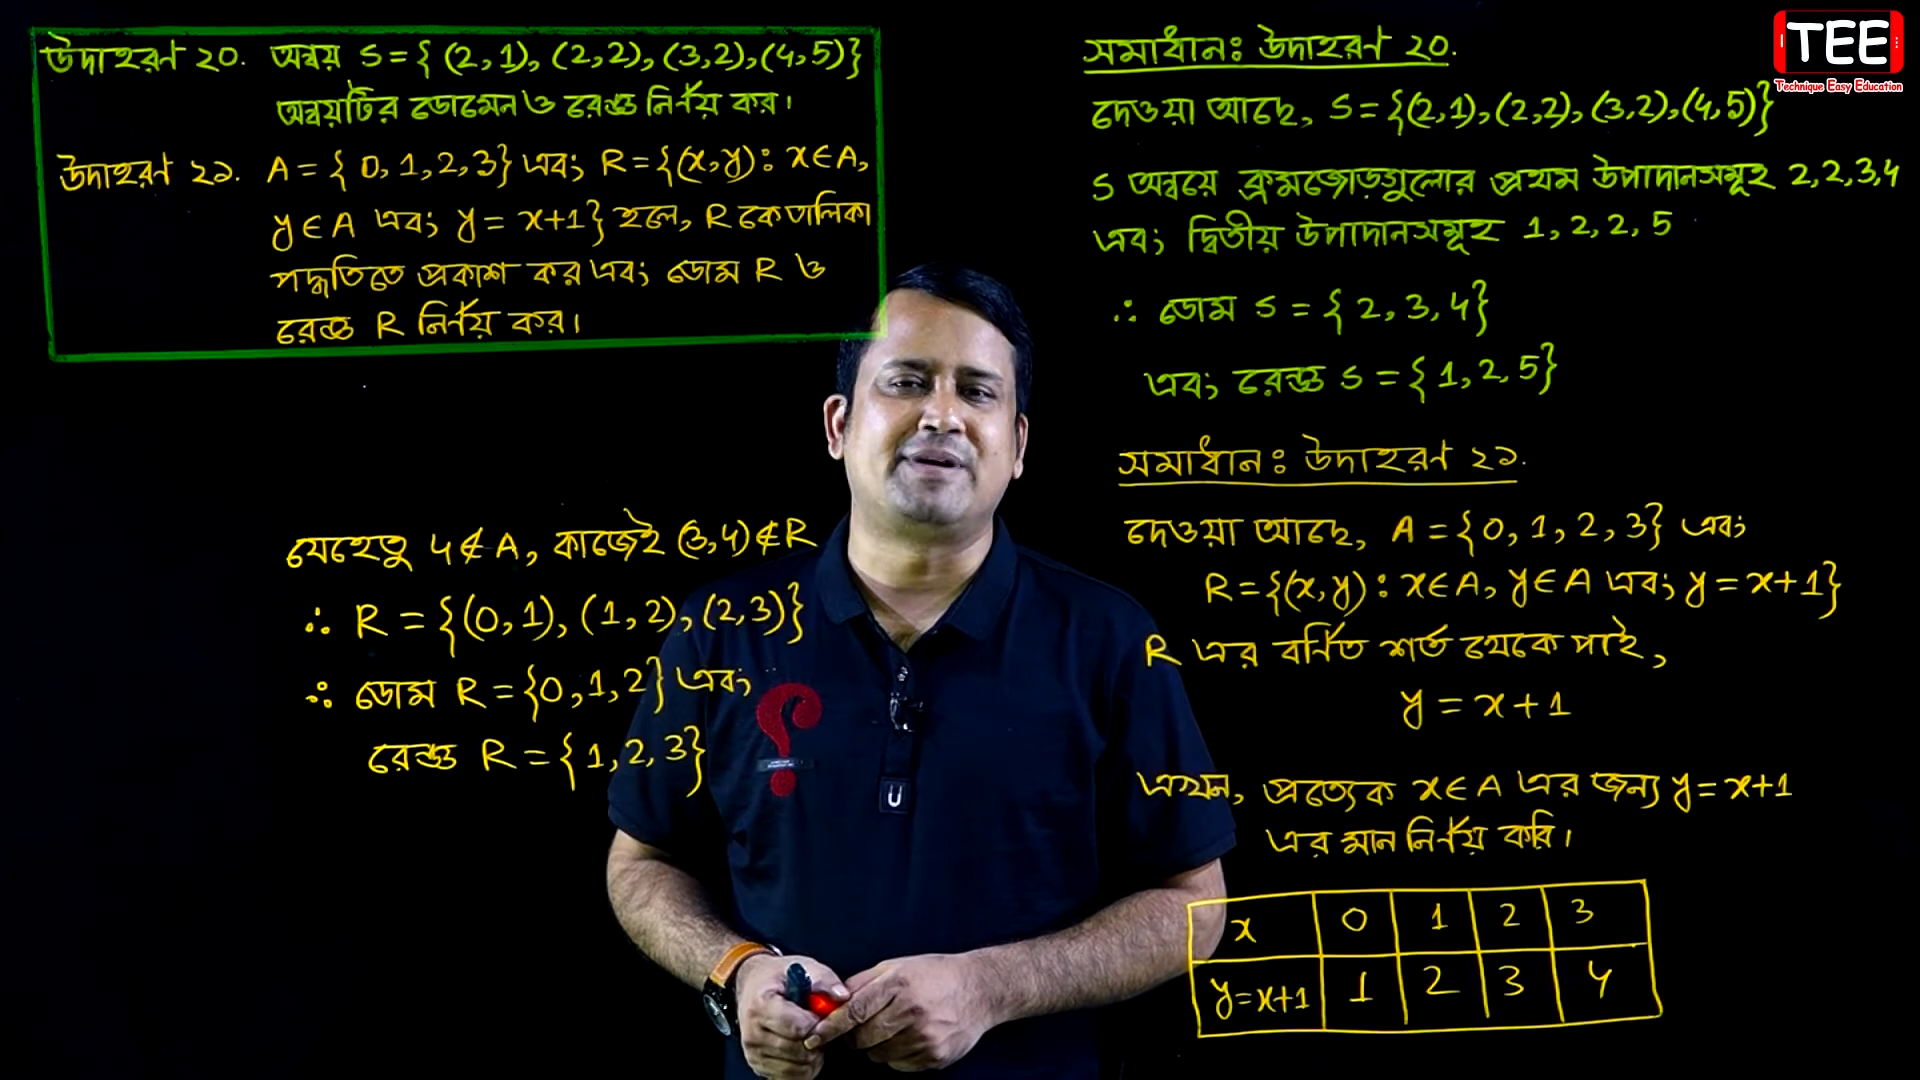 উদাহরণ ২০. অন্বয় S={(2,1), (2,2), (3,2), (4,5)}
অন্বয়টির ডোমেন ও রেঞ্জ নির্ণয় কর।
উদাহরণ ২১. A={0,1,2,3} এবং R={(x,y): x∈A,
y∈A এবং y=x+1} হলে, R কে তালিকা
পদ্ধতিতে প্রকাশ কর এবং ডোম R ও
রেঞ্জ R নির্ণয় কর।
যেহেতু 4∉A, কাজেই (3,4)∉R
∴ R={(0,1), (1,2), (2,3)}
∴ ডোম R={0,1,2} এবং
রেঞ্জ R={1,2,3}
সমাধান: উদাহরণ ২০.
দেওয়া আছে, S={(2,1), (2,2), (3,2), (4,5)}
S অন্বয়ে ক্রমজোড়গুলোর প্রথম উপাদানসমূহ 2,2,3,4
এবং দ্বিতীয় উপাদানসমূহ 1,2,2,5
∴ ডোম S={2,3,4}
এবং রেঞ্জ S={1,2,5}
সমাধান: উদাহরণ ২১.
দেওয়া আছে, A={0,1,2,3} এবং
R={(x,y): x∈A, y∈A এবং y=x+1}
R এর বর্ণিত শর্ত থেকে পাই,
y=x+1
এখন, প্রত্যেক x∈A এর জন্য y=x+1
এর মান নির্ণয় করি।
x 0 1 2 3
y=x+1 1 2 3 4
TEE
Technique Easy Education
U